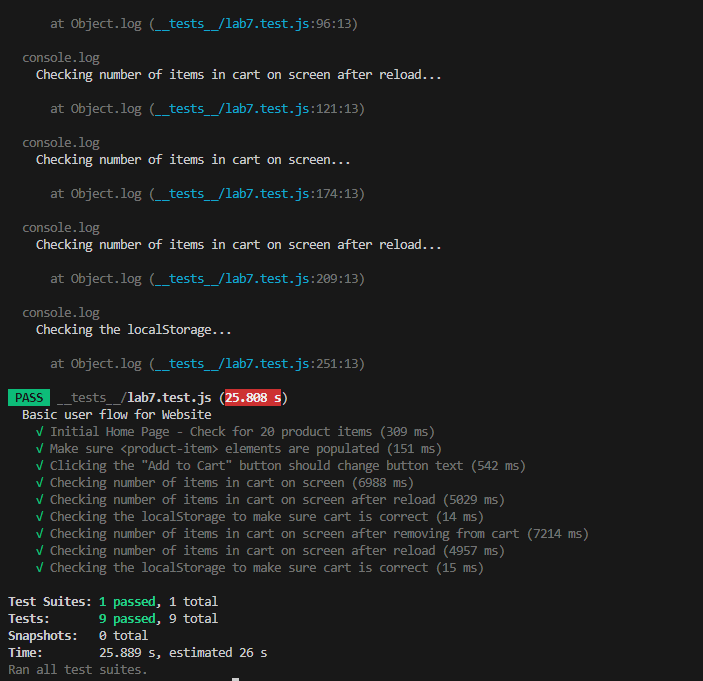 at Object.log (__tests__/lab7.test.js:96:13)
console.log
Checking number of items in cart on screen after reload...
at Object.log (__tests__/lab7.test.js:121:13)
console.log
Checking number of items in cart on screen...
at Object.log (__tests__/lab7.test.js:174:13)
console.log
Checking number of items in cart on screen after reload...
at Object.log (__tests__/lab7.test.js:209:13)
console.log
Checking the localStorage...
at Object.log (__tests__/lab7.test.js:251:13)
PASS __tests__/lab7.test.js (25.808 s)
Basic user flow for Website
√ Initial Home Page - Check for 20 product items (309 ms)
√ Make sure <product-item> elements are populated (151 ms)
√ Clicking the "Add to Cart" button should change button text (542 ms)
√ Checking number of items in cart on screen (6988 ms)
√ Checking number of items in cart on screen after reload (5029 ms)
√ Checking the localStorage to make sure cart is correct (14 ms)
√ Checking number of items in cart on screen after removing from cart (7214 ms)
√ Checking number of items in cart on screen after reload (4957 ms)
√ Checking the localStorage to make sure cart is correct (15 ms)
Test Suites: 1 passed, 1 total
Tests: 9 passed, 9 total
Snapshots: 0 total
Time: 25.889 s, estimated 26 s
Ran all test suites.